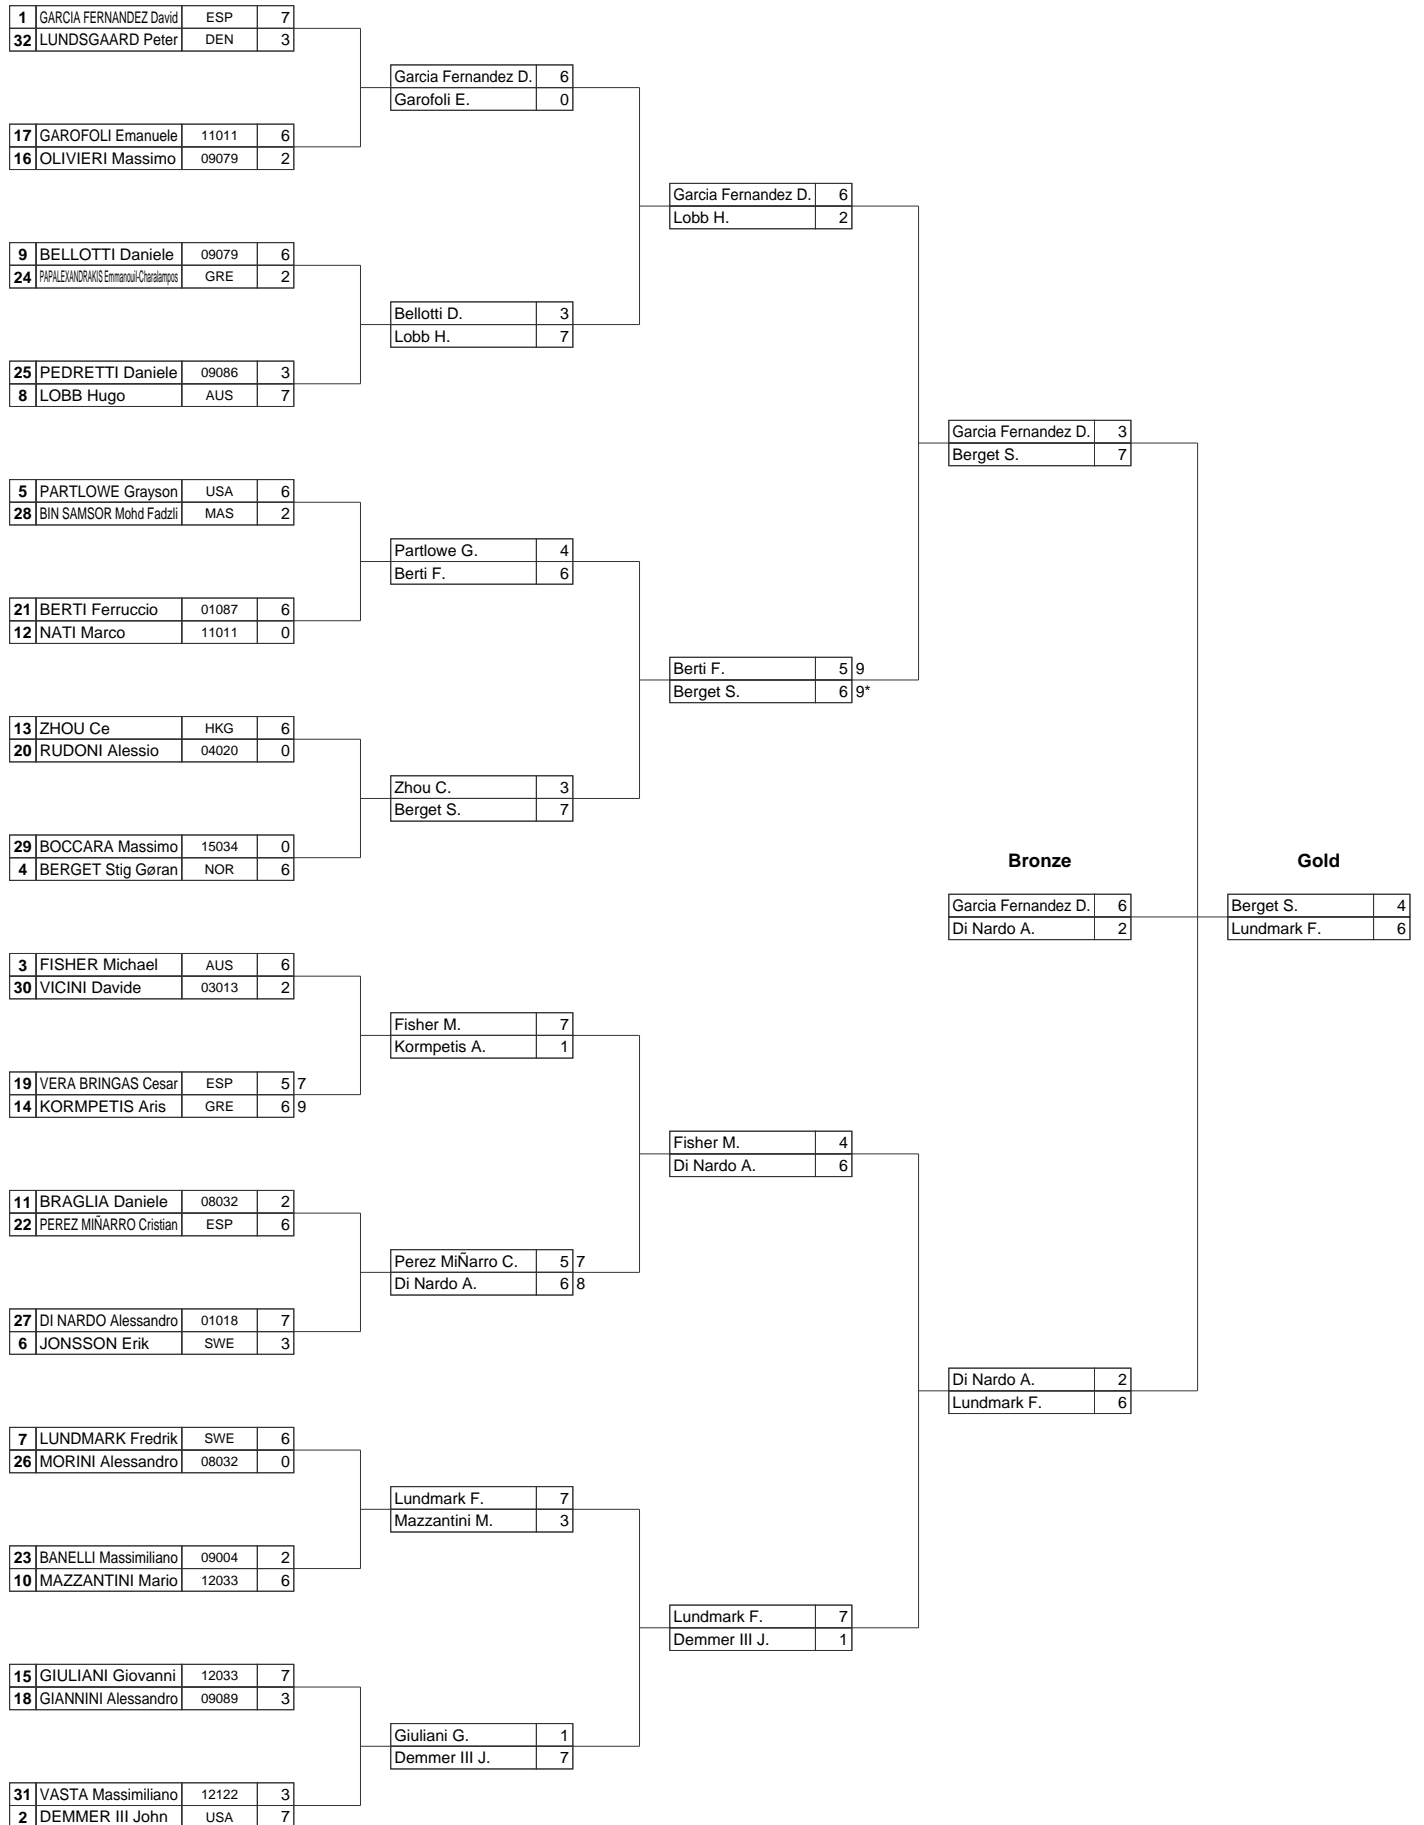 1 GARCIA FERNANDEZ David ESP 7
32 LUNDSGAARD Peter DEN 3
17 GAROFOLI Emanuele 11011 6
16 OLIVIERI Massimo 09079 2
9 BELLOTTI Daniele 09079 6
24 PAPALEXANDRAKIS Emmanouil-Charalampos GRE 2
25 PEDRETTI Daniele 09086 3
8 LOBB Hugo AUS 7
5 PARTLOWE Grayson USA 6
28 BIN SAMSOR Mohd Fadzli MAS 2
21 BERTI Ferruccio 01087 6
12 NATI Marco 11011 0
13 ZHOU Ce HKG 6
20 RUDONI Alessio 04020 0
29 BOCCARA Massimo 15034 0
4 BERGET Stig Gøran NOR 6
3 FISHER Michael AUS 6
30 VICINI Davide 03013 2
19 VERA BRINGAS Cesar ESP 5 7
14 KORMPETIS Aris GRE 6 9
11 BRAGLIA Daniele 08032 2
22 PEREZ MIÑARRO Cristian ESP 6
27 DI NARDO Alessandro 01018 7
6 JONSSON Erik SWE 3
7 LUNDMARK Fredrik SWE 6
26 MORINI Alessandro 08032 0
23 BANELLI Massimiliano 09004 2
10 MAZZANTINI Mario 12033 6
15 GIULIANI Giovanni 12033 7
18 GIANNINI Alessandro 09089 3
31 VASTA Massimiliano 12122 3
2 DEMMER III John USA 7
Garcia Fernandez D. 6
Garofoli E. 0
Bellotti D. 3
Lobb H. 7
Partlowe G. 4
Berti F. 6
Zhou C. 3
Berget S. 7
Fisher M. 7
Kormpetis A. 1
Perez MiÑarro C. 5 7
Di Nardo A. 6 8
Lundmark F. 7
Mazzantini M. 3
Giuliani G. 1
Demmer III J. 7
Garcia Fernandez D. 6
Lobb H. 2
Berti F. 5 9
Berget S. 6 9*
Fisher M. 4
Di Nardo A. 6
Lundmark F. 7
Demmer III J. 1
Garcia Fernandez D. 3
Berget S. 7
Di Nardo A. 2
Lundmark F. 6
Bronze
Garcia Fernandez D. 6
Di Nardo A. 2
Gold
Berget S. 4
Lundmark F. 6